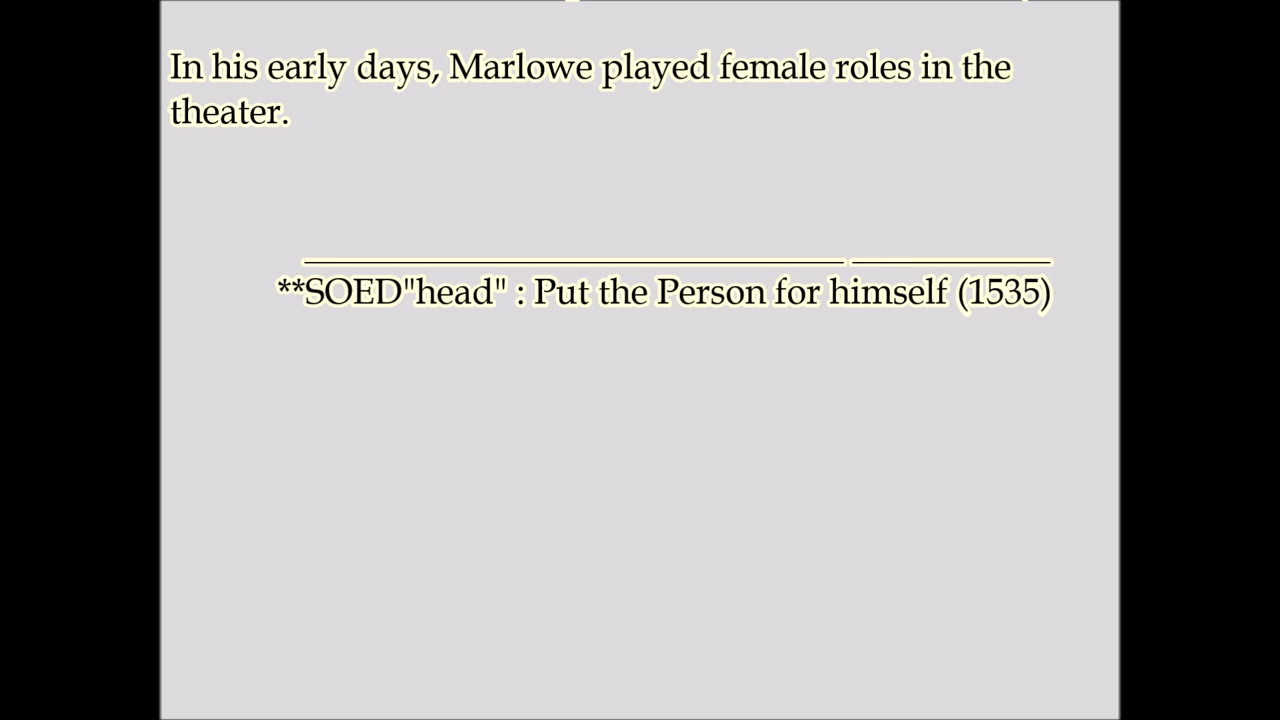 In his early days, Marlowe played female roles in the
theater.
**SOED"head" : Put the Person for himself (1535)